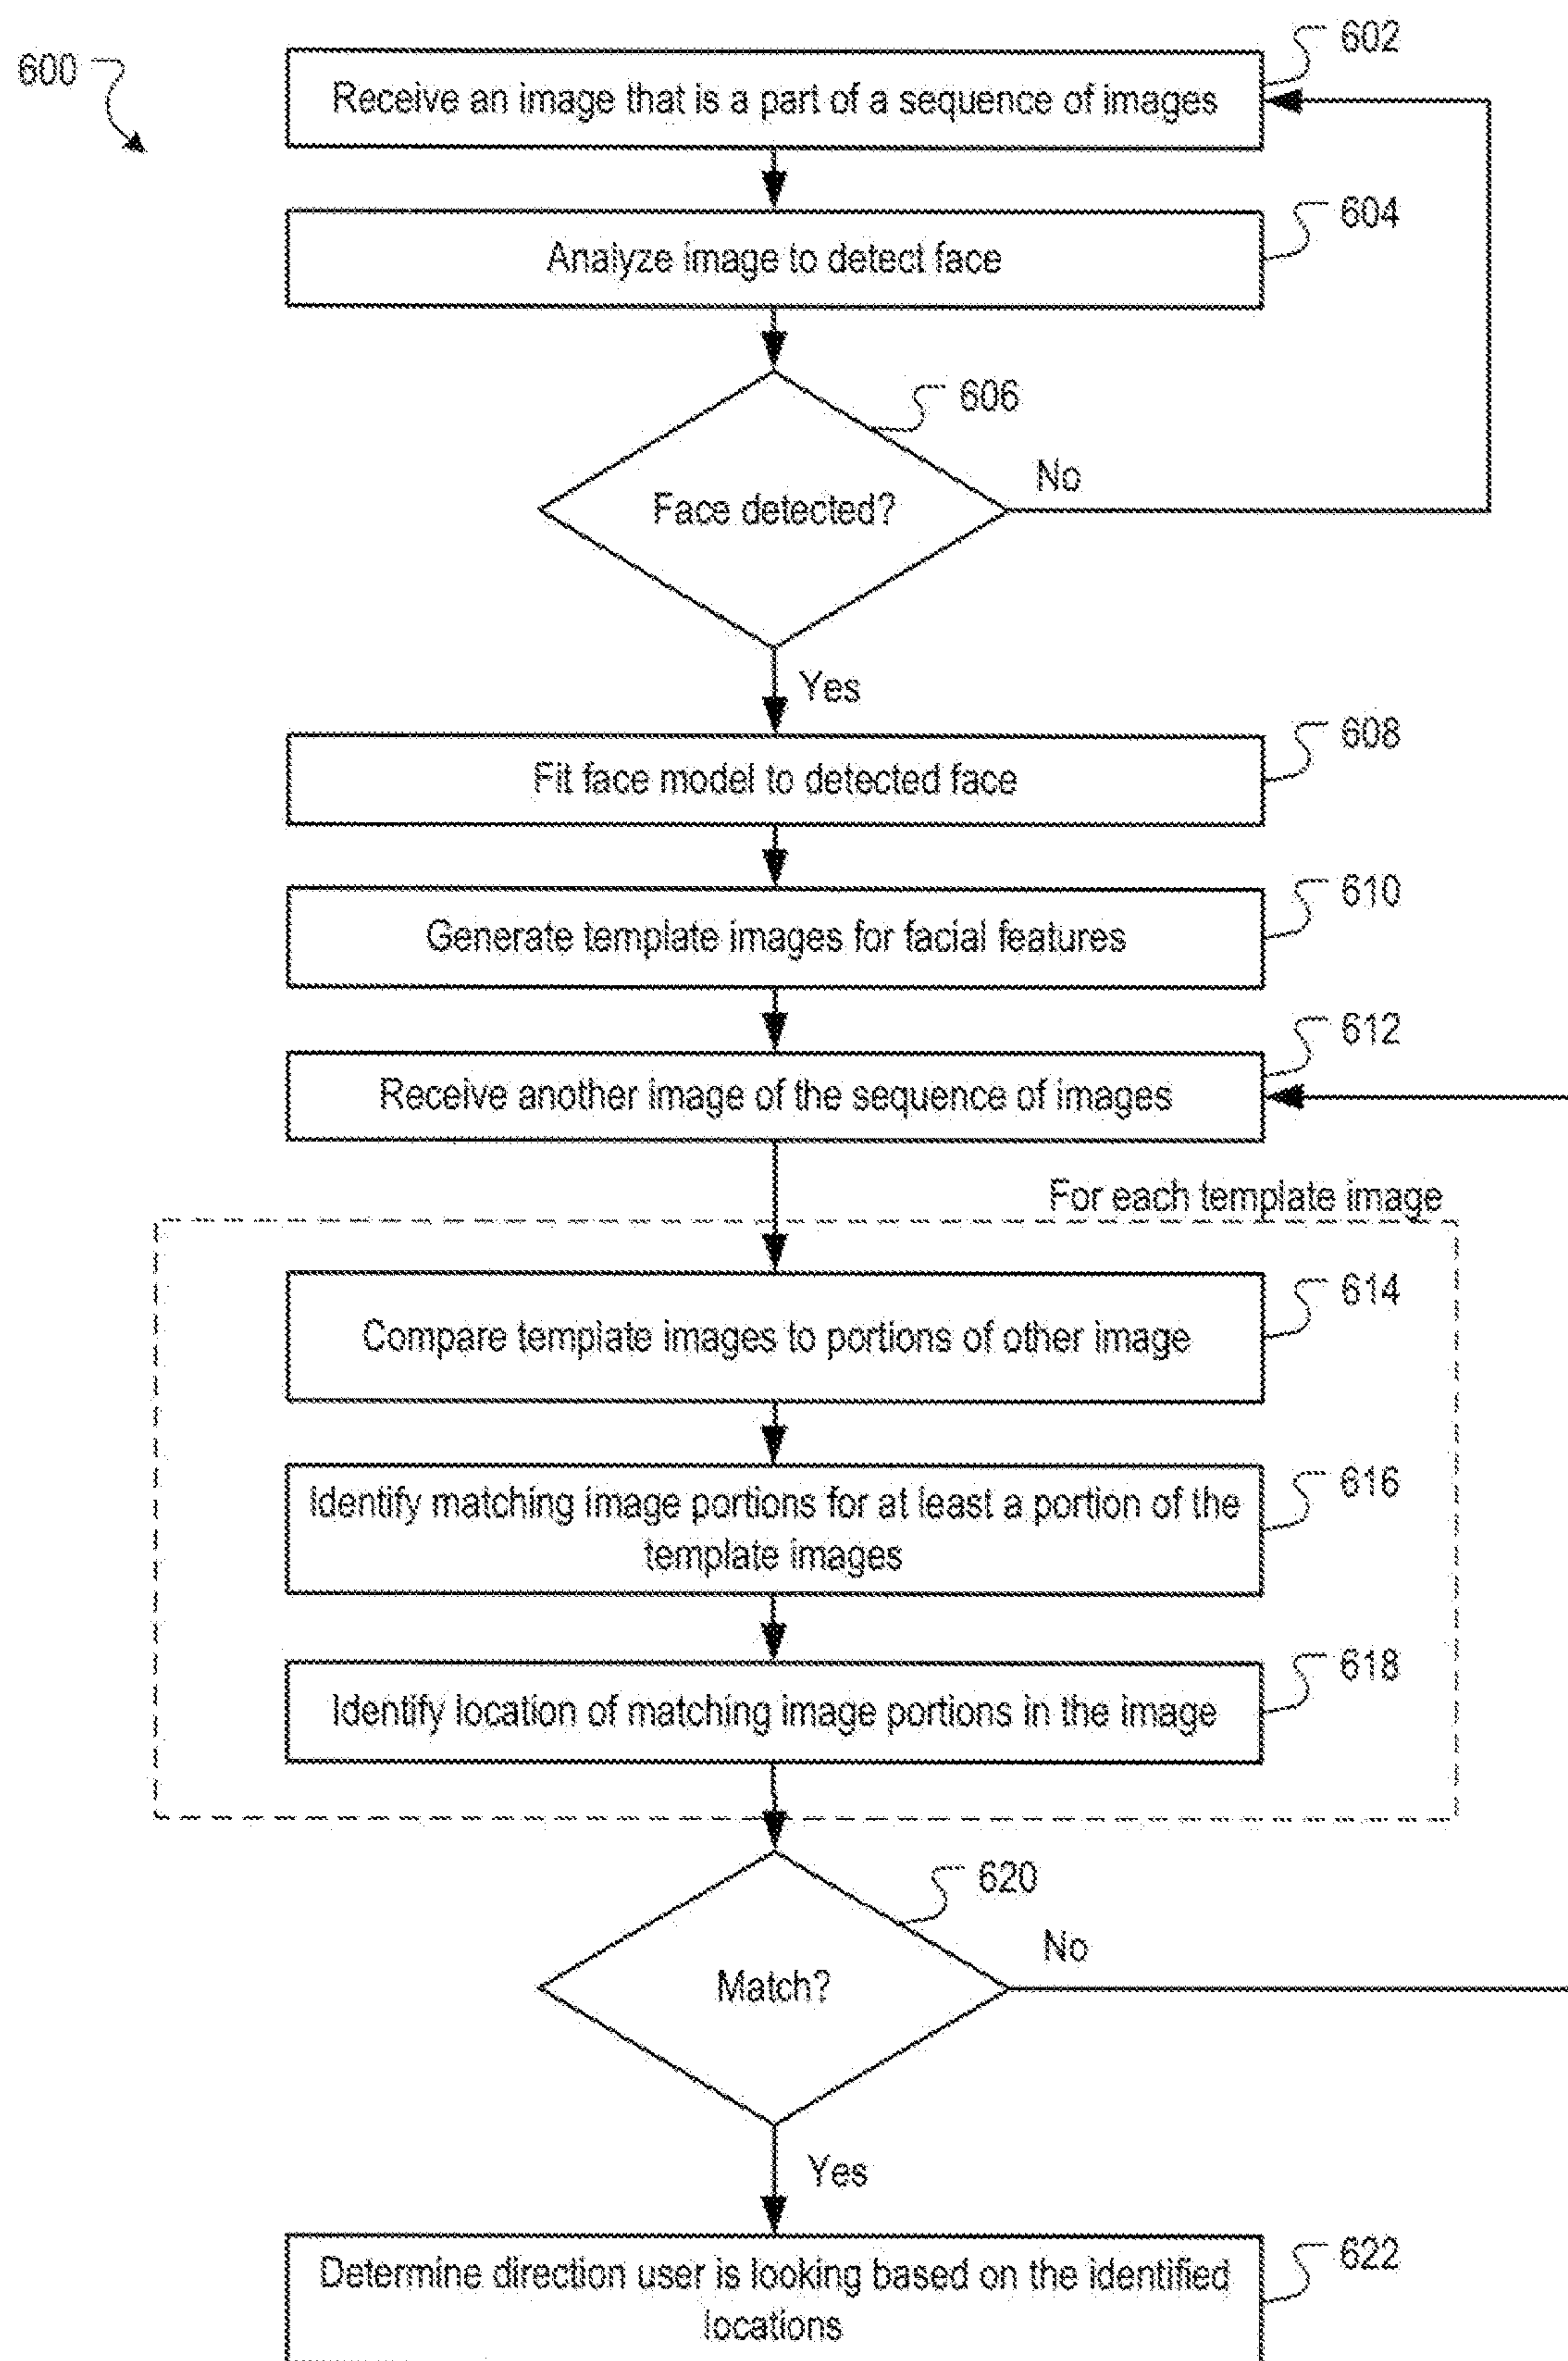 600
602
Receive an image that is a part of a sequence of images
604
Analyze image to detect face
606
Face detected?
No
Yes
608
Fit face model to detected face
610
Generate template images for facial features
612
Receive another image of the sequence of images
For each template image
614
Compare template images to portions of other image
616
Identify matching image portions for at least a portion of the
template images
618
Identify location of matching image portions in the image
620
Match?
No
Yes
622
Determine direction user is looking based on the identified
locations